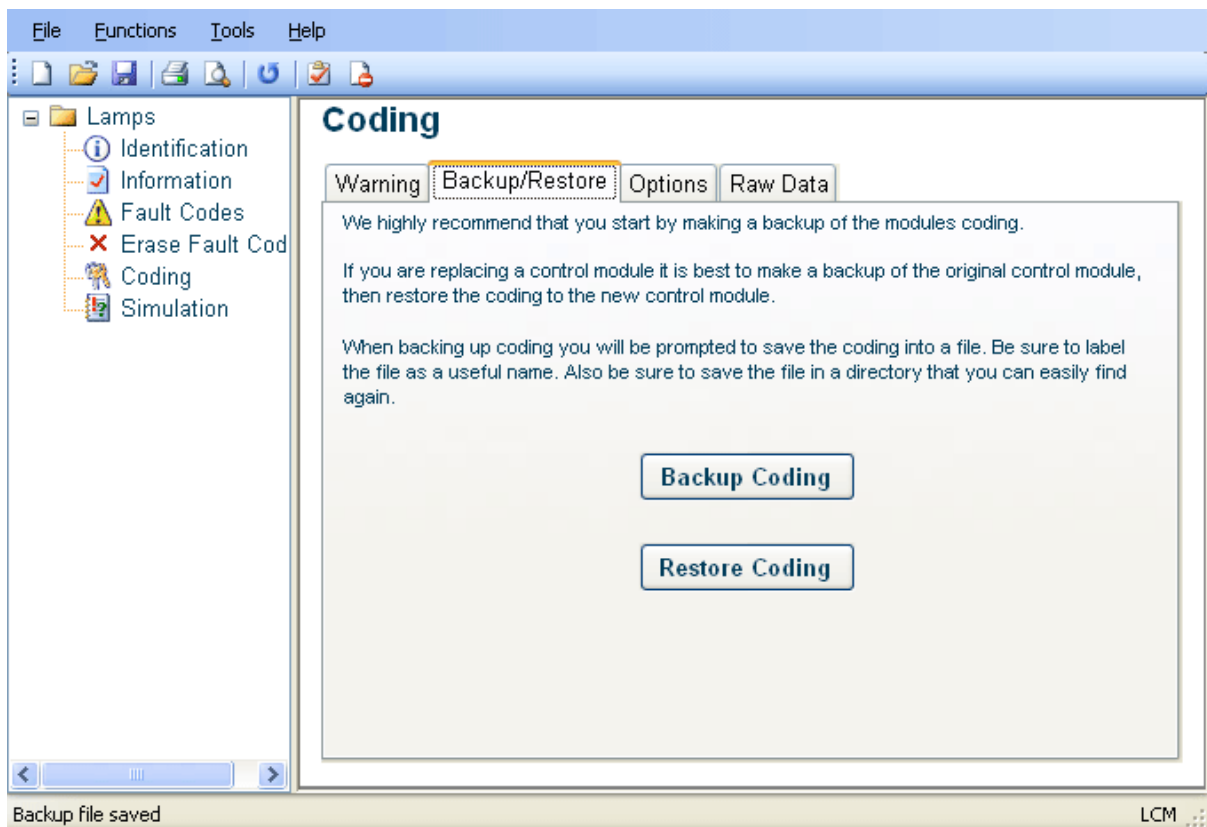 File Functions Tools Help
Lamps
Identification
Information
Fault Codes
Erase Fault Cod
Coding
Simulation
Coding
Warning Backup/Restore Options Raw Data
We highly recommend that you start by making a backup of the modules coding.
If you are replacing a control module it is best to make a backup of the original control module,
then restore the coding to the new control module.
When backing up coding you will be prompted to save the coding into a file. Be sure to label
the file as a useful name. Also be sure to save the file in a directory that you can easily find
again.
Backup Coding
Restore Coding
Backup file saved LCM